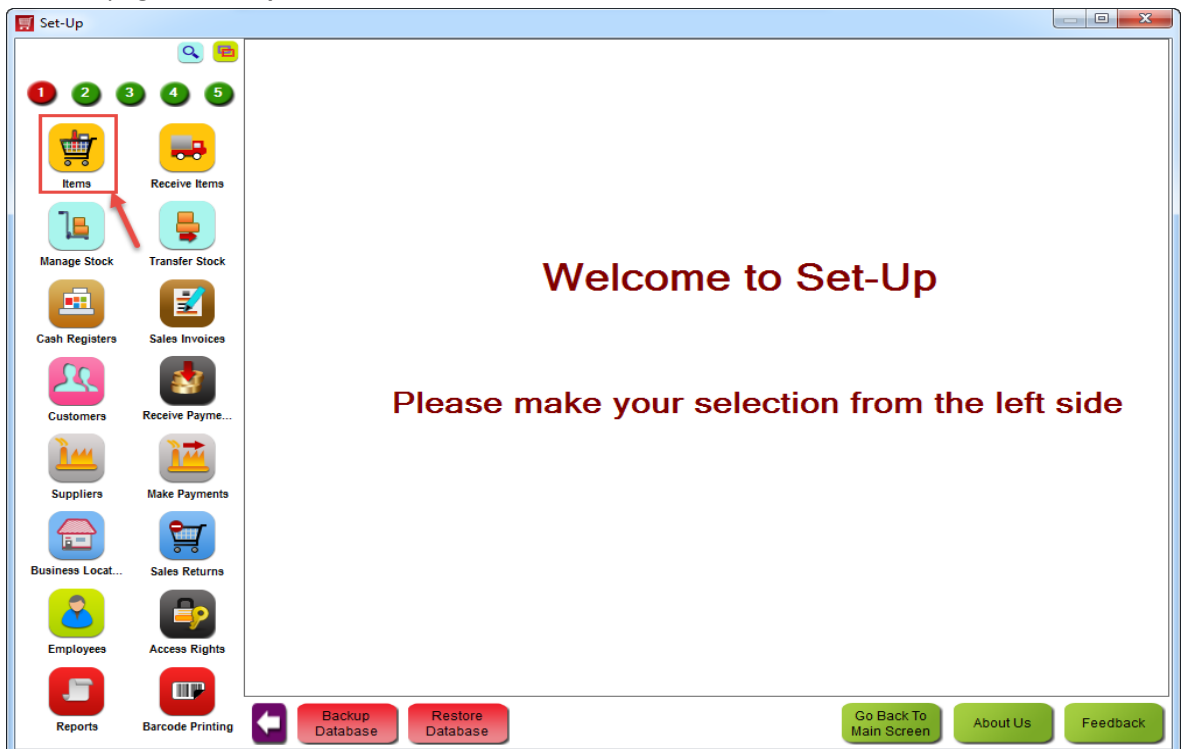 Set-Up
1 2 3 4 5
Items Receive Items
Manage Stock Transfer Stock
Cash Registers Sales Invoices
Customers Receive Payme...
Suppliers Make Payments
Business Locat... Sales Returns
Employees Access Rights
Reports Barcode Printing
Welcome to Set-Up
Please make your selection from the left side
Backup
Database
Restore
Database
Go Back To
Main Screen
About Us
Feedback